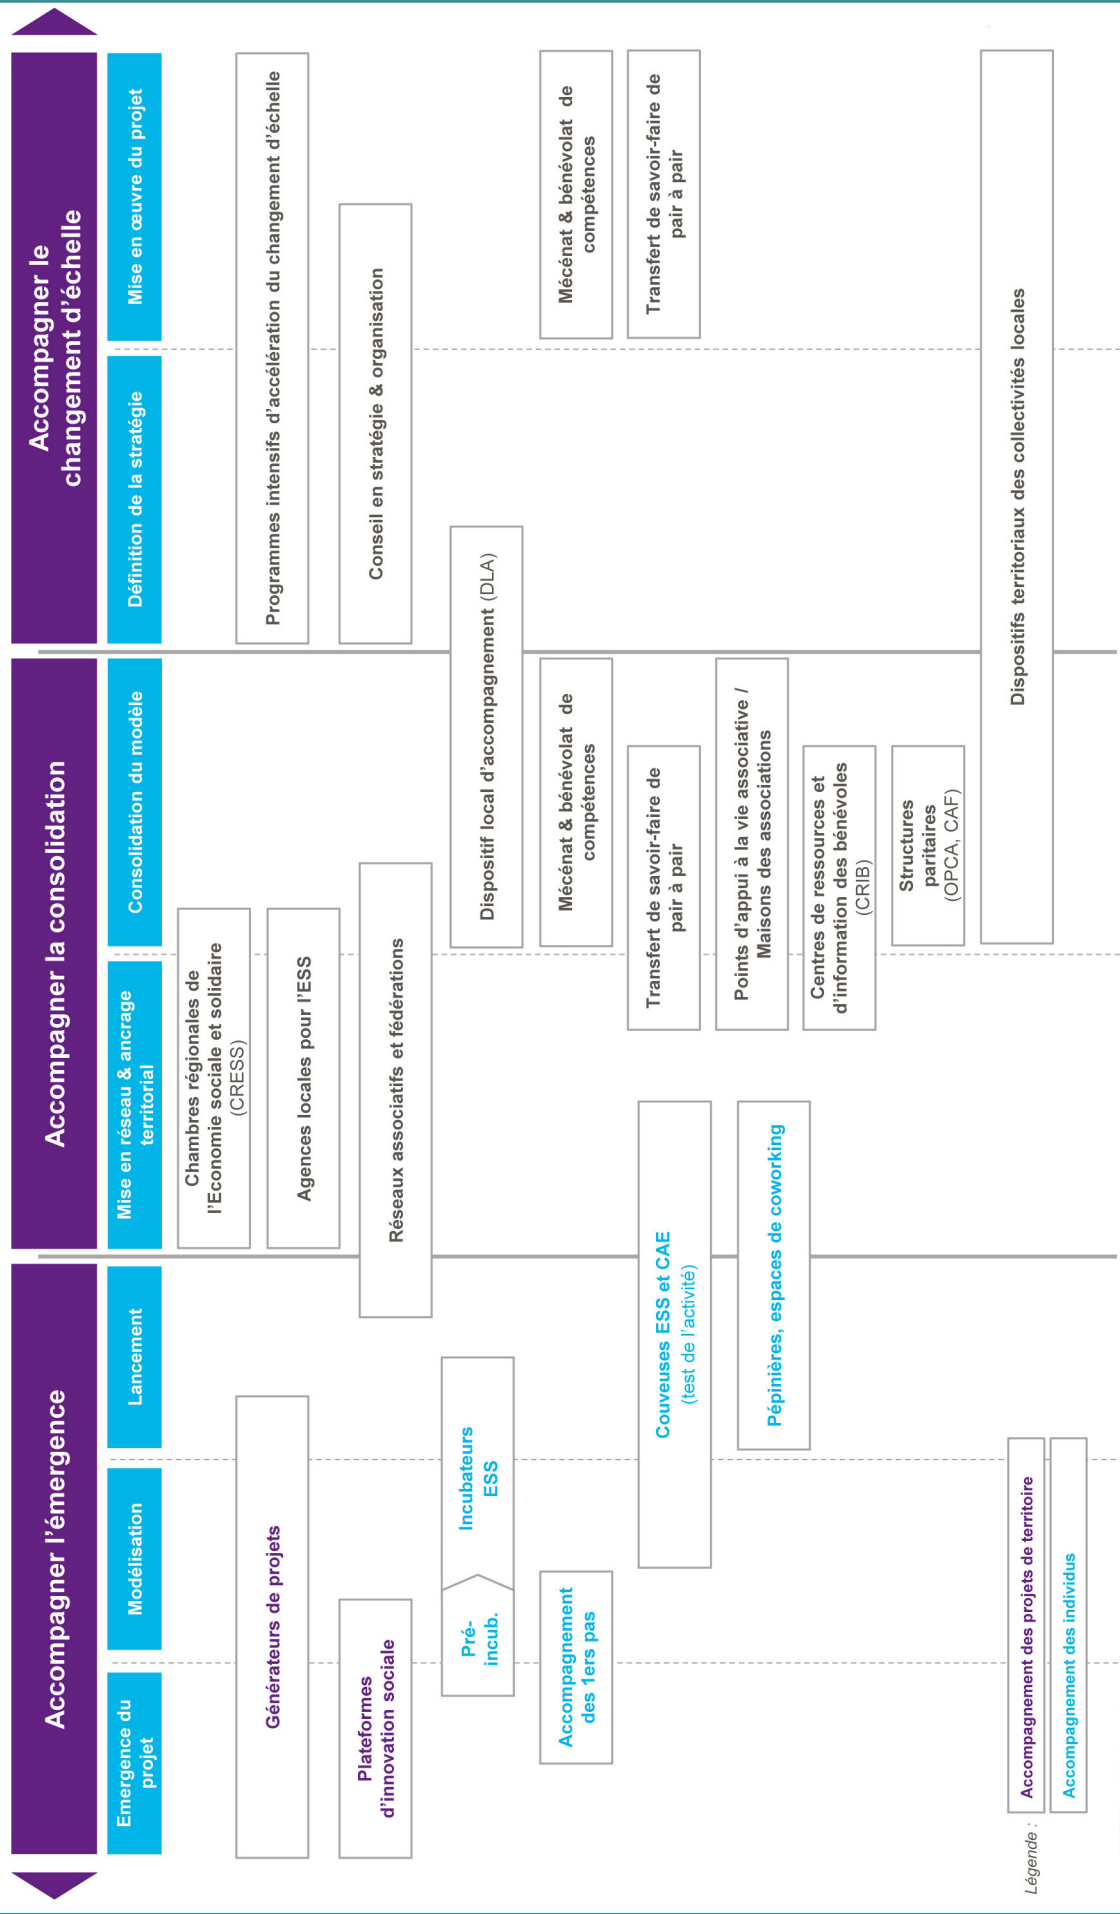 Accompagner l'émergence
Accompagner la consolidation
Accompagner le
changement d'échelle
Emergence du
projet
Modélisation
Lancement
Mise en réseau & ancrage
territorial
Consolidation du modèle
Définition de la stratégie
Mise en œuvre du projet
Chambres régionales de
l'Economie sociale et solidaire
(CRESS)
Générateurs de projets
Agences locales pour l'ESS
Programmes intensifs d'accélération du changement d'échelle
Plateformes
d'innovation sociale
Réseaux associatifs et fédérations
Conseil en stratégie & organisation
Pré-
incub.
Incubateurs
ESS
Dispositif local d'accompagnement (DLA)
Accompagnement
des 1ers pas
Mécénat & bénévolat de
compétences
Mécénat & bénévolat de
compétences
Couveuses ESS et CAE
(test de l'activité)
Transfert de savoir-faire de
pair à pair
Transfert de savoir-faire de
pair à pair
Pépinières, espaces de coworking
Points d'appui à la vie associative /
Maisons des associations
Centres de ressources et
d'information des bénévoles
(CRIB)
Structures
paritaires
(OPCA, CAF)
Dispositifs territoriaux des collectivités locales
Légende :
Accompagnement des projets de territoire
Accompagnement des individus